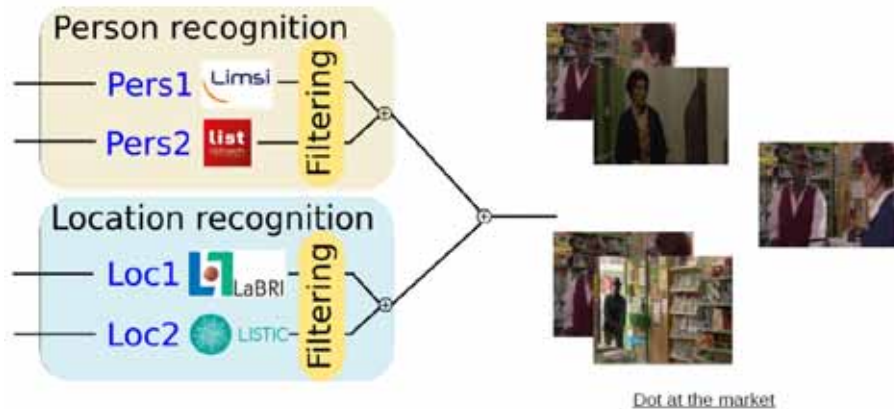 Person recognition
Pers1 Limsi
Pers2 list
Filtering
Location recognition
Loc1 LaBRI
Loc2 LISTIC
Filtering
Dot at the market